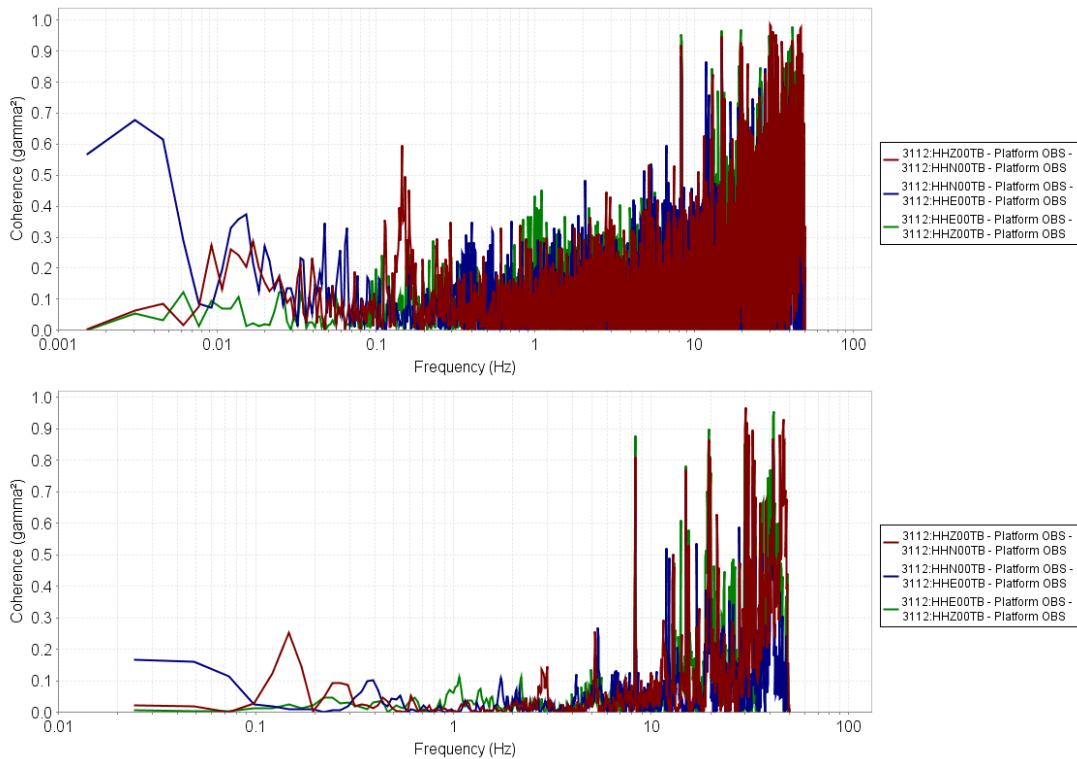 1.0
0.9
0.8
0.7
0.6
0.5
0.4
0.3
0.2
0.1
0.0
Coherence (gamma²)
0.001
0.01
0.1
1
10
100
Frequency (Hz)
3112:HHZ00TB - Platform OBS -
3112:HHN00TB - Platform OBS
3112:HHN00TB - Platform OBS -
3112:HHE00TB - Platform OBS
3112:HHE00TB - Platform OBS -
3112:HHZ00TB - Platform OBS
1.0
0.9
0.8
0.7
0.6
0.5
0.4
0.3
0.2
0.1
0.0
Coherence (gamma²)
0.01
0.1
1
10
100
Frequency (Hz)
3112:HHZ00TB - Platform OBS -
3112:HHN00TB - Platform OBS
3112:HHN00TB - Platform OBS -
3112:HHE00TB - Platform OBS
3112:HHE00TB - Platform OBS -
3112:HHZ00TB - Platform OBS